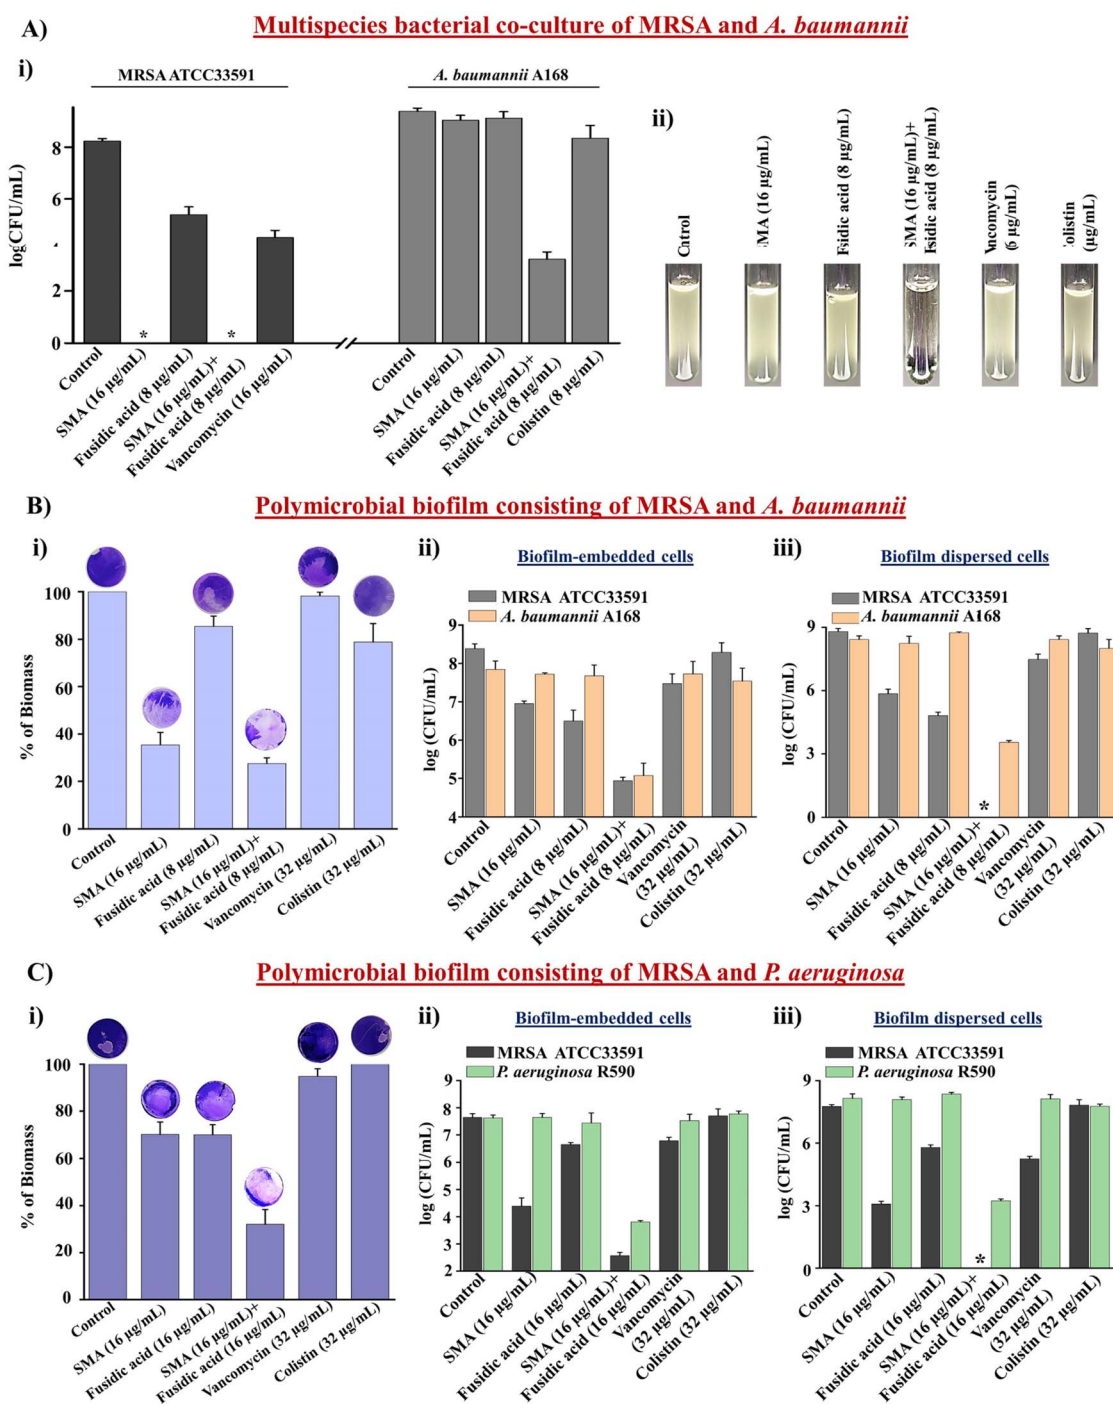 A)
Multispecies bacterial co-culture of MRSA and A. baumannii
i)
MRSA ATCC33591
A. baumannii A168
logCFU/mL)
8
6
4
2
0
*
*
Control
SMA (16 µg/mL)
Fusidic acid (8 µg/mL)
SMA (16 µg/mL)+
Fusidic acid (8 µg/mL)
Vancomycin (16 µg/mL)
Control
SMA (16 µg/mL)
Fusidic acid (8 µg/mL)
SMA (16 µg/mL)+
Fusidic acid (8 µg/mL)
Colistin (8 µg/mL)
ii)
(16 µg/mL)
acid (8 µg/mL)
SMA (16 µg/mL)+
acid (8 µg/mL)
B)
Polymicrobial biofilm consisting of MRSA and A. baumannii
i)
% of Biomass
100
80
60
40
20
0
Control
SMA (16 µg/mL)
Fusidic acid (8 µg/mL)
SMA (16 µg/mL)+
Fusidic acid (8 µg/mL)
Vancomycin (32 µg/mL)
Colistin (32 µg/mL)
ii)
Biofilm-embedded cells
MRSA ATCC33591
A. baumannii A168
log (CFU/mL)
9
8
7
6
5
4
Control
SMA (16 µg/mL)
Fusidic acid (8 µg/mL)
SMA (16 µg/mL)+
Fusidic acid (8 µg/mL)
Vancomycin
(32 µg/mL)
Colistin (32 µg/mL)
iii)
Biofilm dispersed cells
MRSA ATCC33591
A. baumannii A168
log (CFU/mL)
9
6
3
0
*
Control
SMA (16 µg/mL)
Fusidic acid (8 µg/mL)
SMA (16 µg/mL)+
Fusidic acid (8 µg/mL)
Vancomycin
(32 µg/mL)
Colistin (32 µg/mL)
C)
Polymicrobial biofilm consisting of MRSA and P. aeruginosa
i)
% of Biomass
100
80
60
40
20
0
Control
SMA (16 µg/mL)
Fusidic acid (16 µg/mL)
SMA (16 µg/mL)+
Fusidic acid (16 µg/mL)
Vancomycin (32 µg/mL)
Colistin (32 µg/mL)
ii)
Biofilm-embedded cells
MRSA ATCC33591
P. aeruginosa R590
log (CFU/mL)
9
8
7
6
5
4
3
2
Control
SMA (16 µg/mL)
Fusidic acid (16 µg/mL)
SMA (16 µg/mL)+
Fusidic acid (16 µg/mL)
Vancomycin
(32 µg/mL)
Colistin (32 µg/mL)
iii)
Biofilm dispersed cells
MRSA ATCC33591
P. aeruginosa R590
log (CFU/mL)
9
6
3
0
*
Control
SMA (16 µg/mL)
Fusidic acid (16 µg/mL)
SMA (16 µg/mL)+
Fusidic acid (16 µg/mL)
Vancomycin
(32 µg/mL)
Colistin (32 µg/mL)